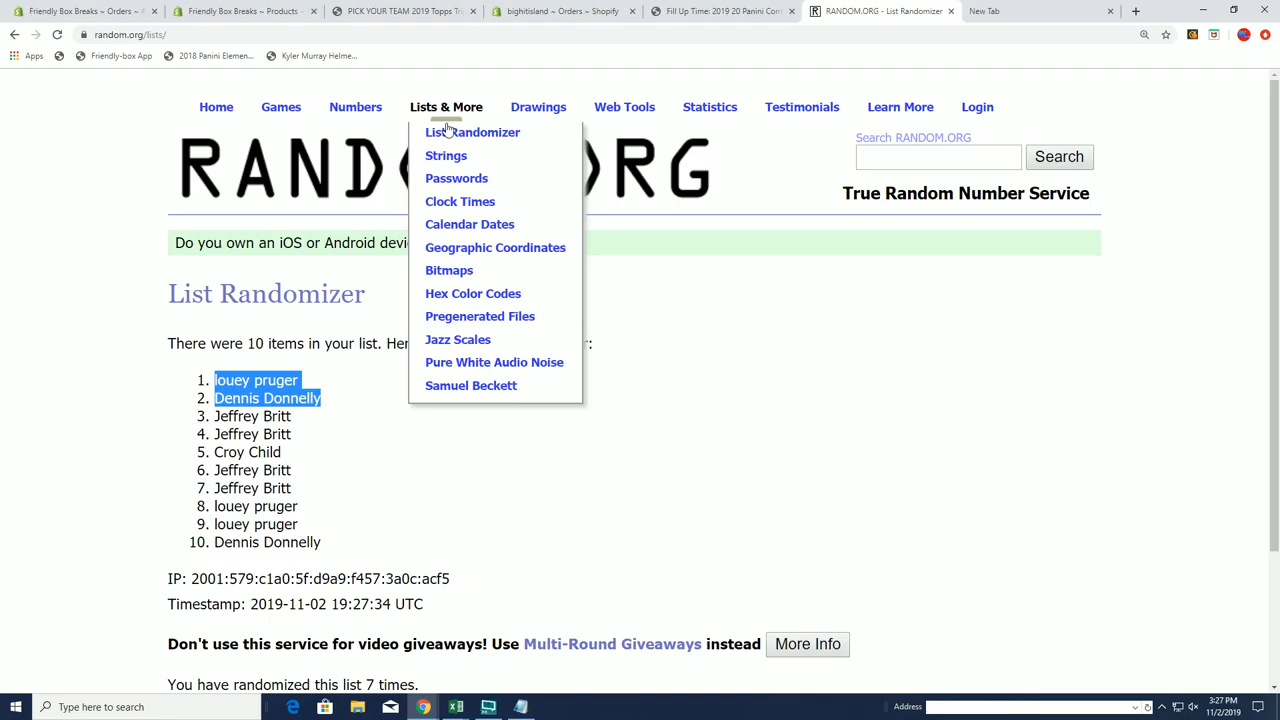 Friendly Box Breaks ~ Orders ~ S
Friendly Box Breaks ~ Products ~
PICK YOUR TEAM 2019 Topps Tri
bighitisland ~ Orders ~ Shopify
Fill Up Time: 2019 20 Panini Cont
RANDOM.ORG - List Randomizer
New Tab
random.org/lists/
Apps
Friendly-box App
2018 Panini Elemen...
Kyler Murray Helme...
Home Games Numbers Lists & More Drawings Web Tools Statistics Testimonials Learn More Login
List Randomizer
Strings
Passwords
Clock Times
Calendar Dates
Geographic Coordinates
Bitmaps
Hex Color Codes
Pregenerated Files
Jazz Scales
Pure White Audio Noise
Samuel Beckett
Search RANDOM.ORG
Search
True Random Number Service
Do you own an iOS or Android devi
List Randomizer
There were 10 items in your list. Her
r:
1. louey pruger
2. Dennis Donnelly
3. Jeffrey Britt
4. Jeffrey Britt
5. Croy Child
6. Jeffrey Britt
7. Jeffrey Britt
8. louey pruger
9. louey pruger
10. Dennis Donnelly
IP: 2001:579:c1a0:5f:d9a9:f457:3a0c:acf5
Timestamp: 2019-11-02 19:27:34 UTC
Don't use this service for video giveaways! Use Multi-Round Giveaways instead More Info
You have randomized this list 7 times.
Type here to search
Address
3:27 PM
11/2/2019